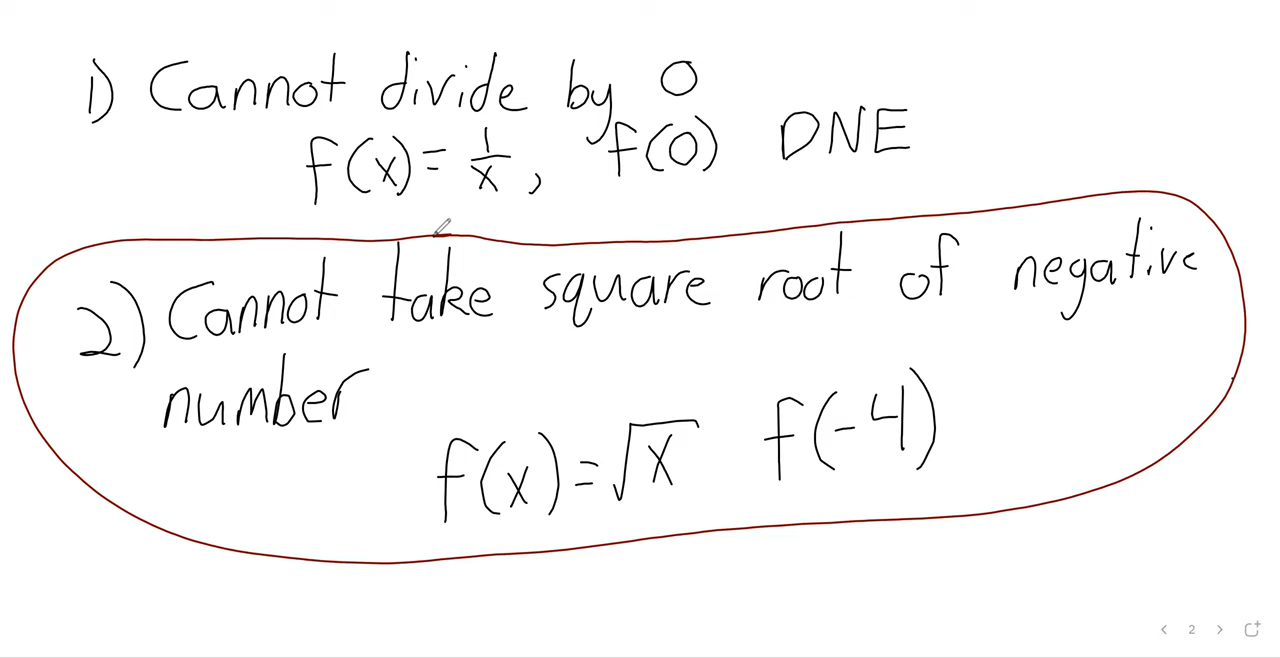 1) Cannot divide by 0
f(x) = 1/x, f(0) DNE
2) Cannot take square root of negative
number
f(x) = √x f(-4)
< 2 >